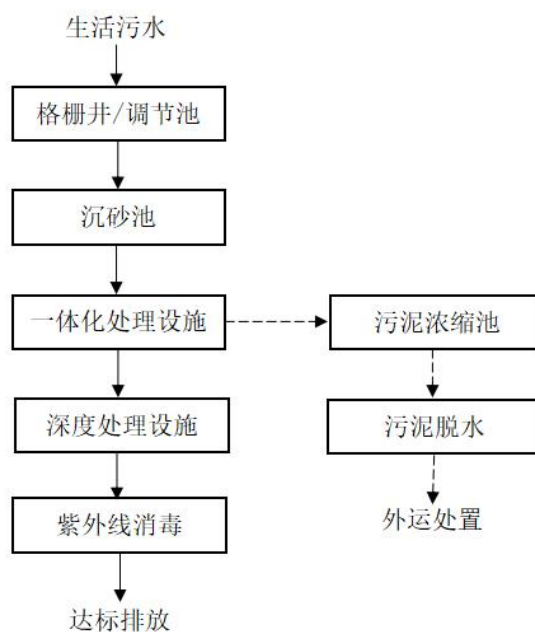 生活污水
格栅井/调节池
沉砂池
一体化处理设施
污泥浓缩池
深度处理设施
污泥脱水
紫外线消毒
外运处置
达标排放